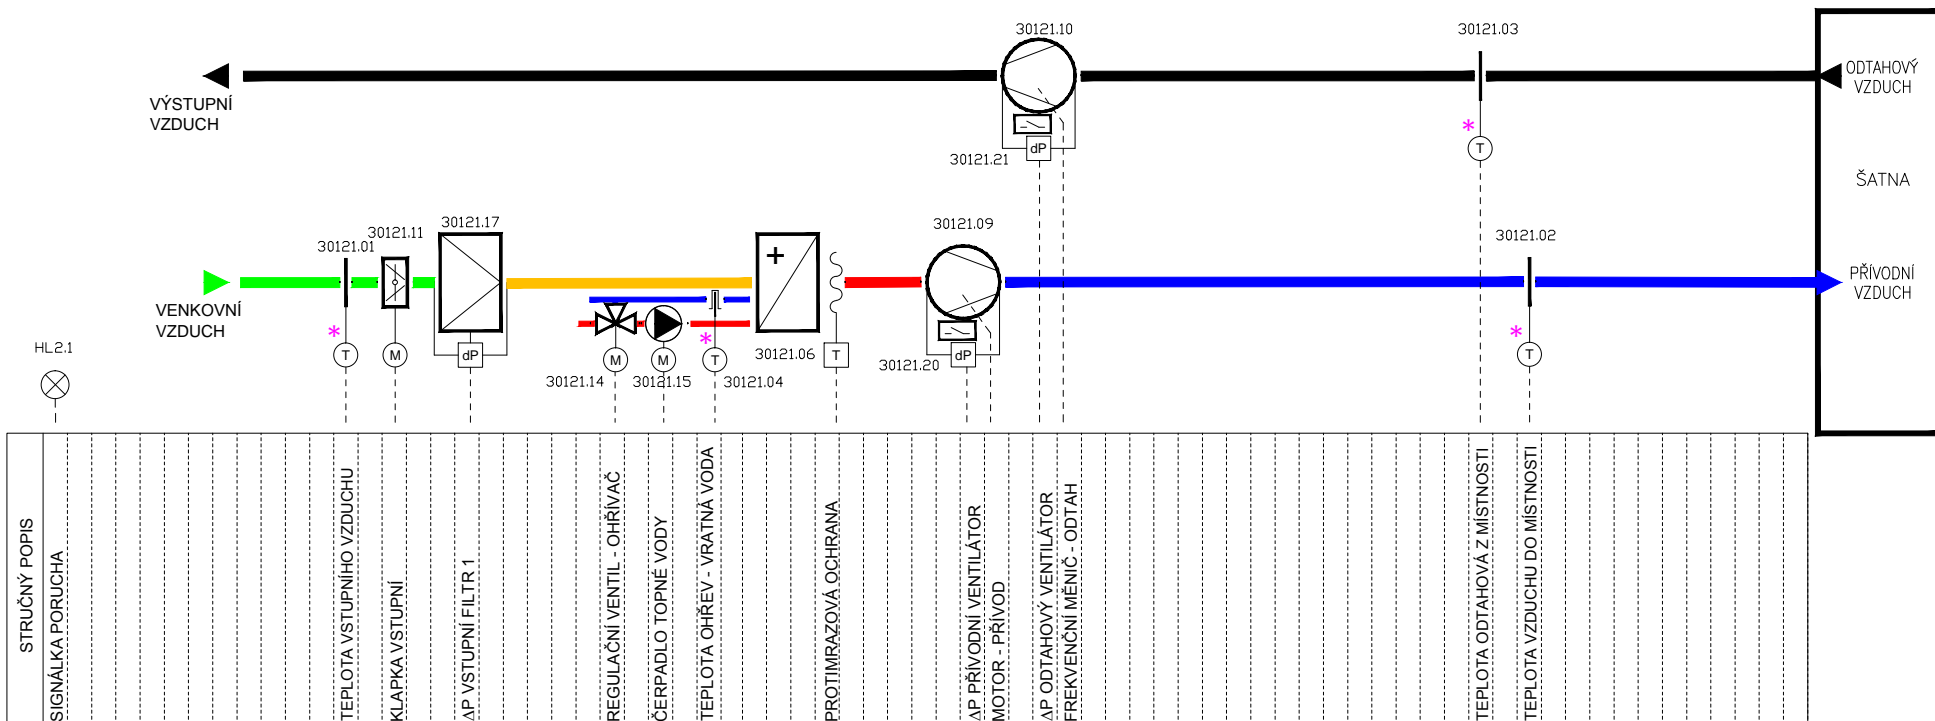 30121.10
30121.03
ODTAHOVÝ
VZDUCH
VÝSTUPNÍ
VZDUCH
*
T
dP
30121.21
ŠATNA
30121.17
30121.11
30121.01
30121.09
30121.02
+
PŘÍVODNÍ
VZDUCH
VENKOVNÍ
VZDUCH
*
*
*
HL2.1
T
M
dP
M
M
T
30121.06
T
30121.20
dP
T
30121.14
30121.15
30121.04
STRUČNÝ POPIS
SIGNÁLKA PORUCHA
TEPLOTA VSTUPNÍHO VZDUCHU
KLAPKA VSTUPNÍ
ΔP VSTUPNÍ FILTR 1
REGULAČNÍ VENTIL - OHŘÍVAČ
ČERPADLO TOPNÉ VODY
TEPLOTA OHŘEV - VRATNÁ VODA
PROTIMRAZOVÁ OCHRANA
ΔP PŘÍVODNÍ VENTILÁTOR
MOTOR - PŘÍVOD
ΔP ODTAHOVÝ VENTILÁTOR
FREKVENČNÍ MĚNIČ - ODTAH
TEPLOTA ODTAHOVÁ Z MÍSTNOSTI
TEPLOTA VZDUCHU DO MÍSTNOSTI